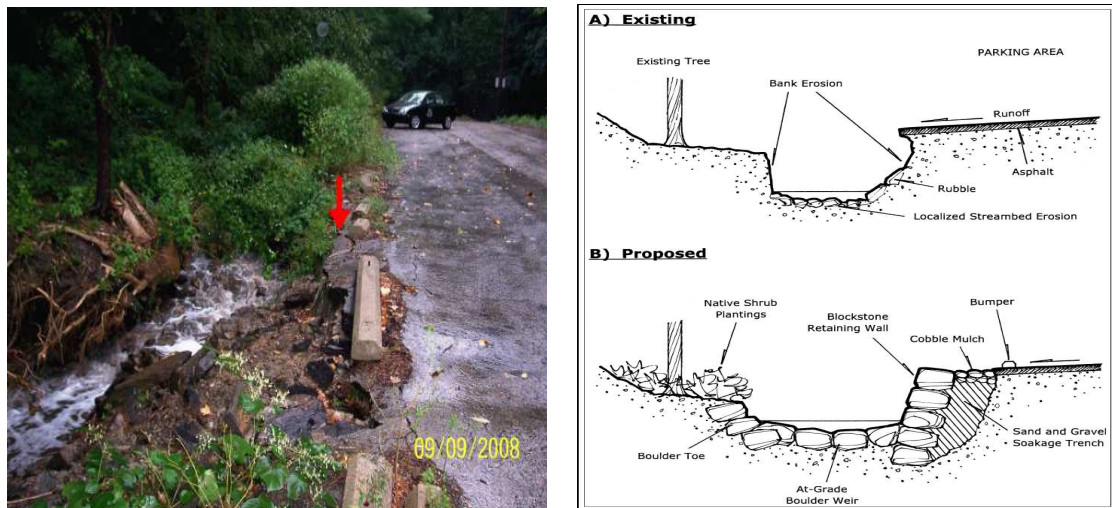 09/09/2008
A) Existing
PARKING AREA
Existing Tree
Bank Erosion
Runoff
Asphalt
Rubble
Localized Streambed Erosion
B) Proposed
Native Shrub
Plantings
Blockstone
Retaining Wall
Bumper
Cobble Mulch
Sand and Gravel
Soakage Trench
Boulder Toe
At-Grade
Boulder Weir